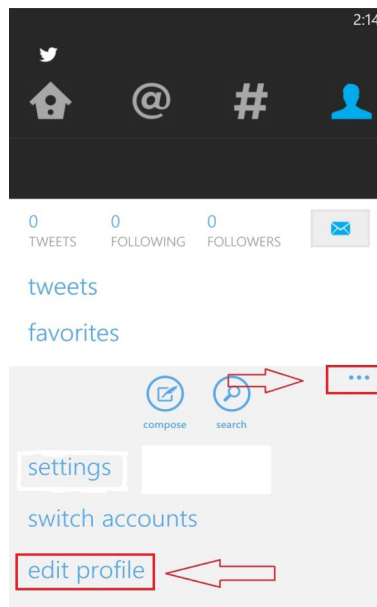 2:14
@ #
0 0 0
TWEETS FOLLOWING FOLLOWERS
tweets
favorites
...
compose search
settings
switch accounts
edit profile